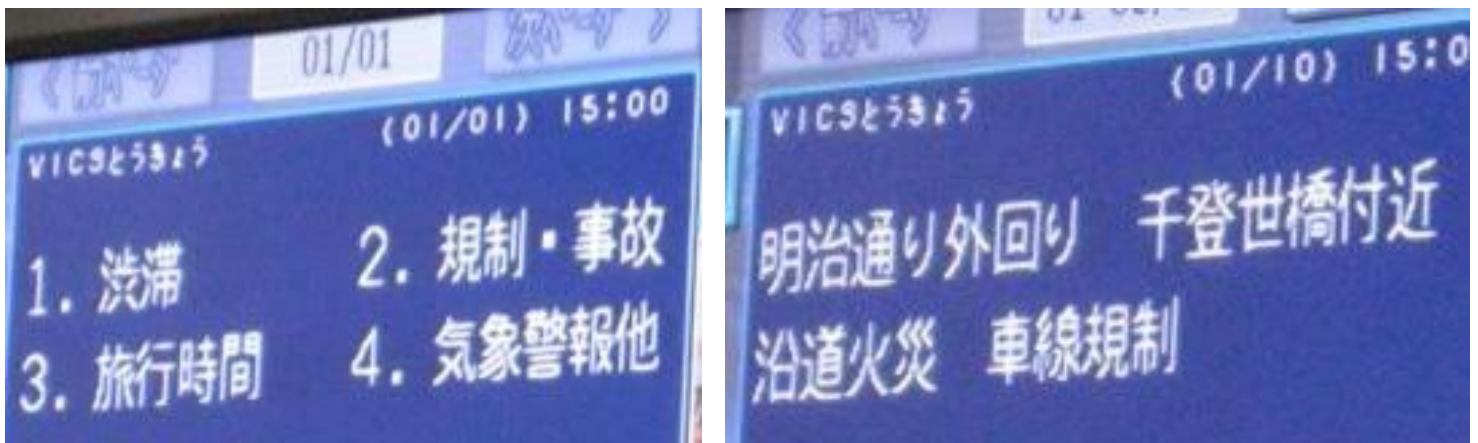 01/01
VICSとうきょう (01/01) 15:00
1. 渋滞 2. 規制・事故
3. 旅行時間 4. 気象警報他
VICSとうきょう (01/10) 15:0
明治通り外回り 千登世橋付近
沿道火災 車線規制